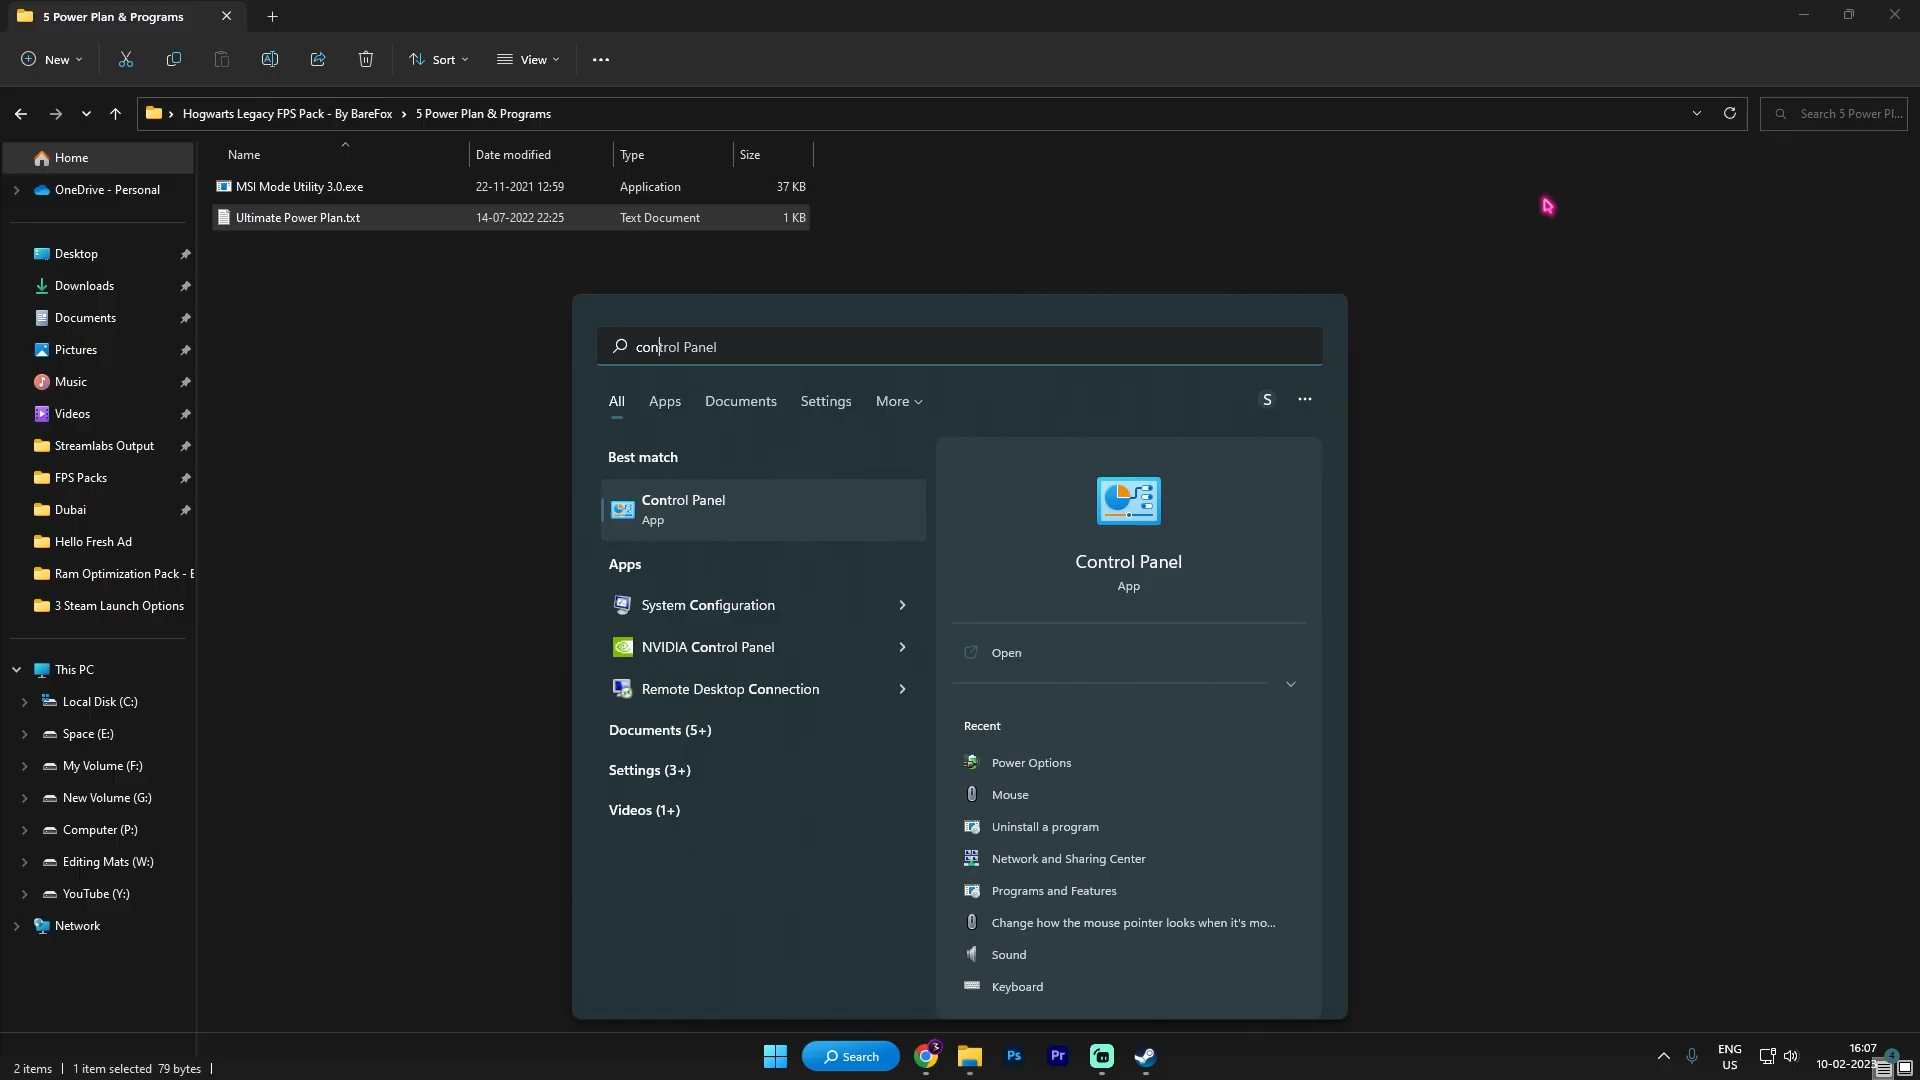 5 Power Plan & Programs
New
Sort
View
Hogwarts Legacy FPS Pack - By BareFox
5 Power Plan & Programs
Search 5 Power Pl...
Name
Date modified
Type
Size
MSI Mode Utility 3.0.exe
22-11-2021 12:59
Application
37 KB
Ultimate Power Plan.txt
14-07-2022 22:25
Text Document
1 KB
Home
OneDrive - Personal
Desktop
Downloads
Documents
Pictures
Music
Videos
Streamlabs Output
FPS Packs
Dubai
Hello Fresh Ad
Ram Optimization Pack -
3 Steam Launch Options
This PC
Local Disk (C:)
Space (E:)
My Volume (F:)
New Volume (G:)
Computer (P:)
Editing Mats (W:)
YouTube (Y:)
Network
control Panel
All
Apps
Documents
Settings
More
S
Best match
Control Panel
App
Apps
System Configuration
NVIDIA Control Panel
Remote Desktop Connection
Documents (5+)
Settings (3+)
Videos (1+)
Control Panel
App
Open
Recent
Power Options
Mouse
Uninstall a program
Network and Sharing Center
Programs and Features
Change how the mouse pointer looks when it's mo...
Sound
Keyboard
2 items
1 item selected 79 bytes
Search
3
Ps
Pr
ENG
US
16:07
10-02-2023
4